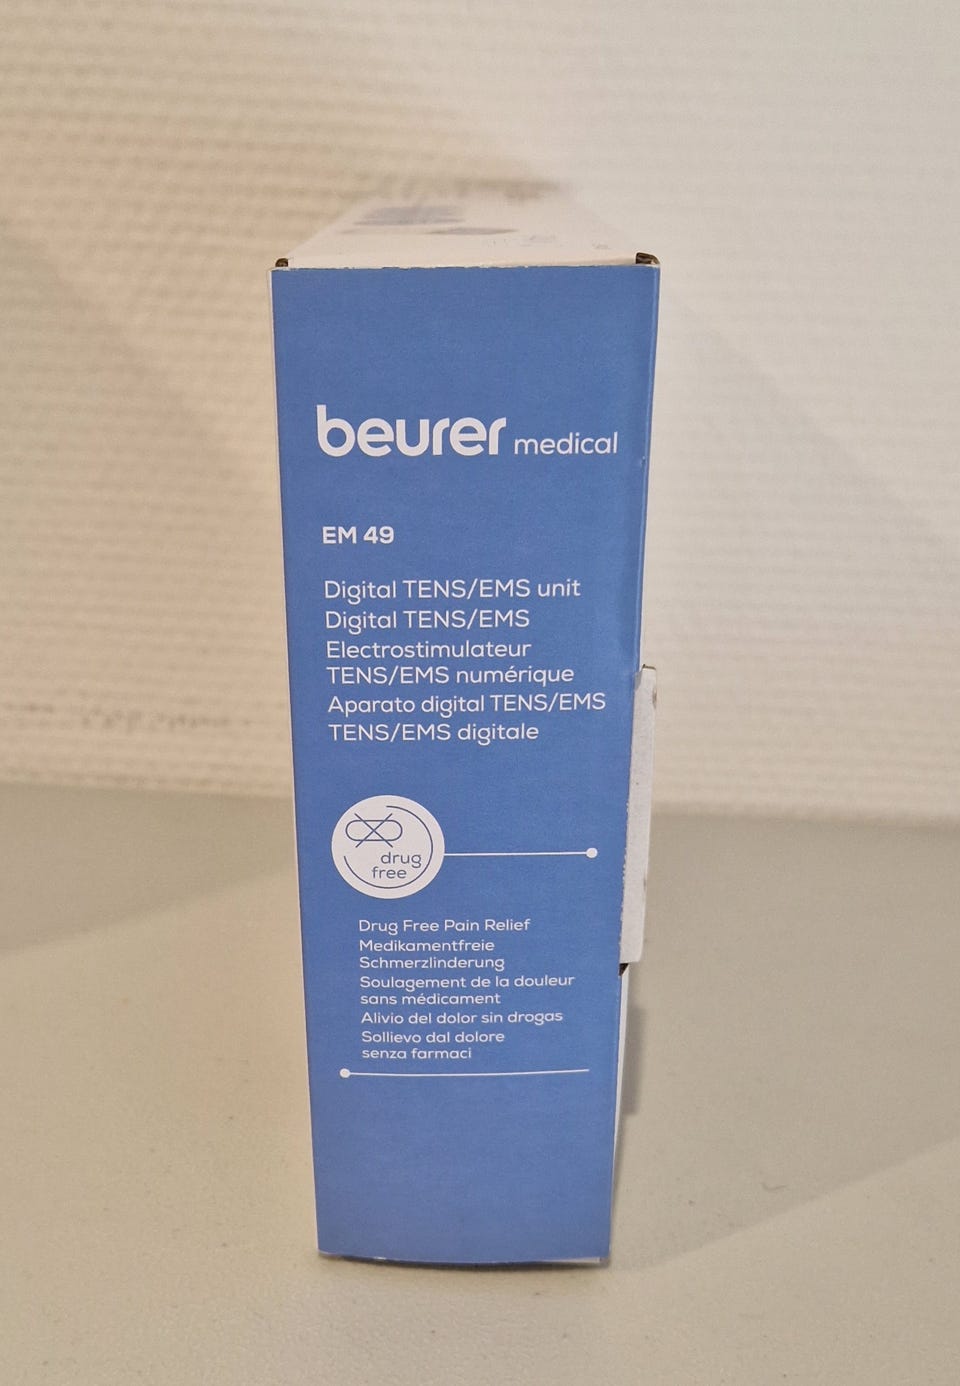 beurer medical
EM 49
Digital TENS/EMS unit
Digital TENS/EMS
Electrostimulateur
TENS/EMS numérique
Aparato digital TENS/EMS
TENS/EMS digitale
drug
free
Drug Free Pain Relief
Medikamentfreie
Schmerzlinderung
Soulagement de la douleur
sans médicament
Alivio del dolor sin drogas
Sollievo dal dolore
senza farmaci